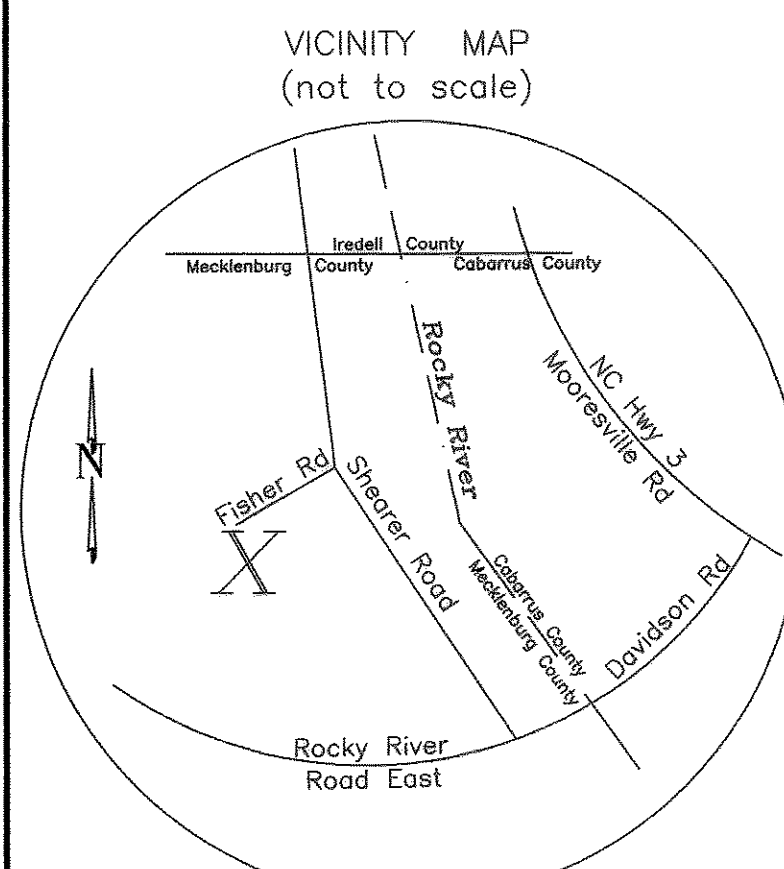 VICINITY MAP
(not to scale)
Iredell County
Mecklenburg County
Cabarrus County
Rocky River
NC Hwy 3
Mooresville Rd
N
Fisher Rd
Shearer Road
X
Cabarrus County
Mecklenburg County
Davidson Rd
Rocky River
Road East